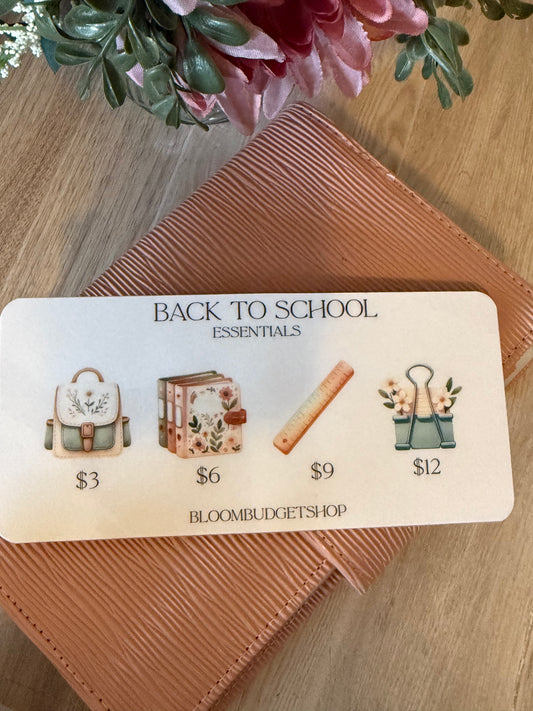 BACK TO SCHOOL
ESSENTIALS
$3 $6 $9 $12
BLOOMBUDGETSHOP